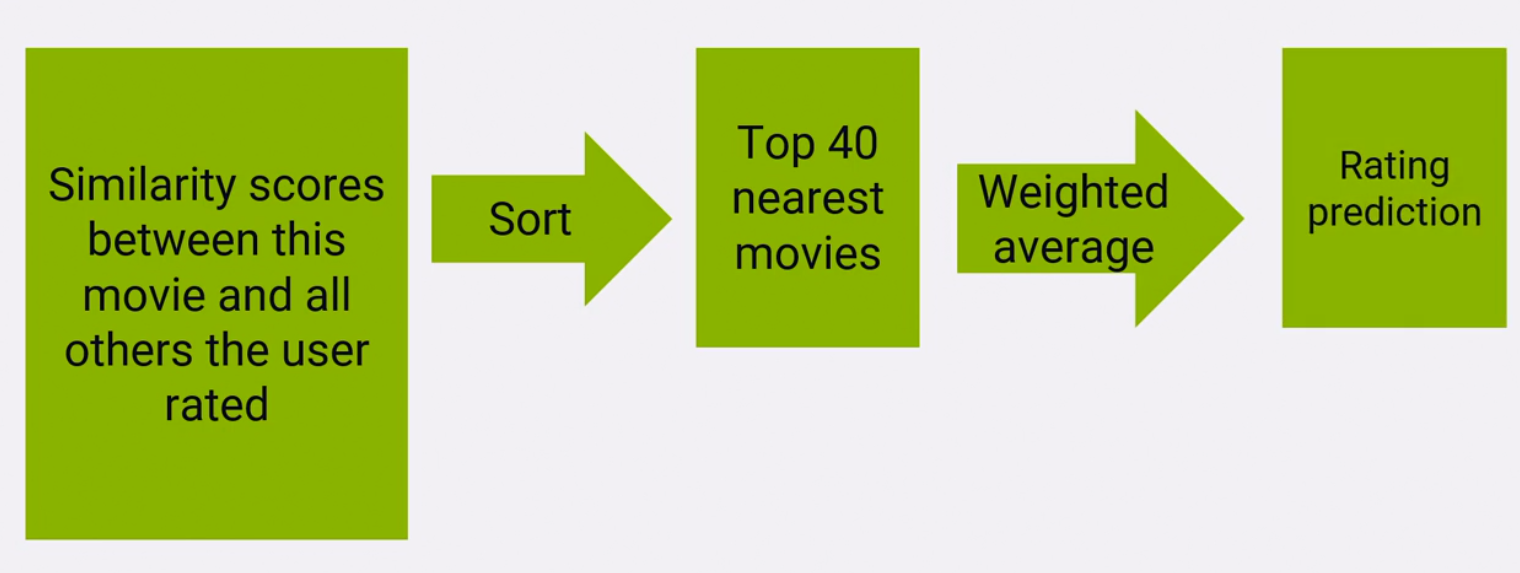 Similarity scores
between this
movie and all
others the user
rated
Sort
Top 40
nearest
movies
Weighted
average
Rating
prediction